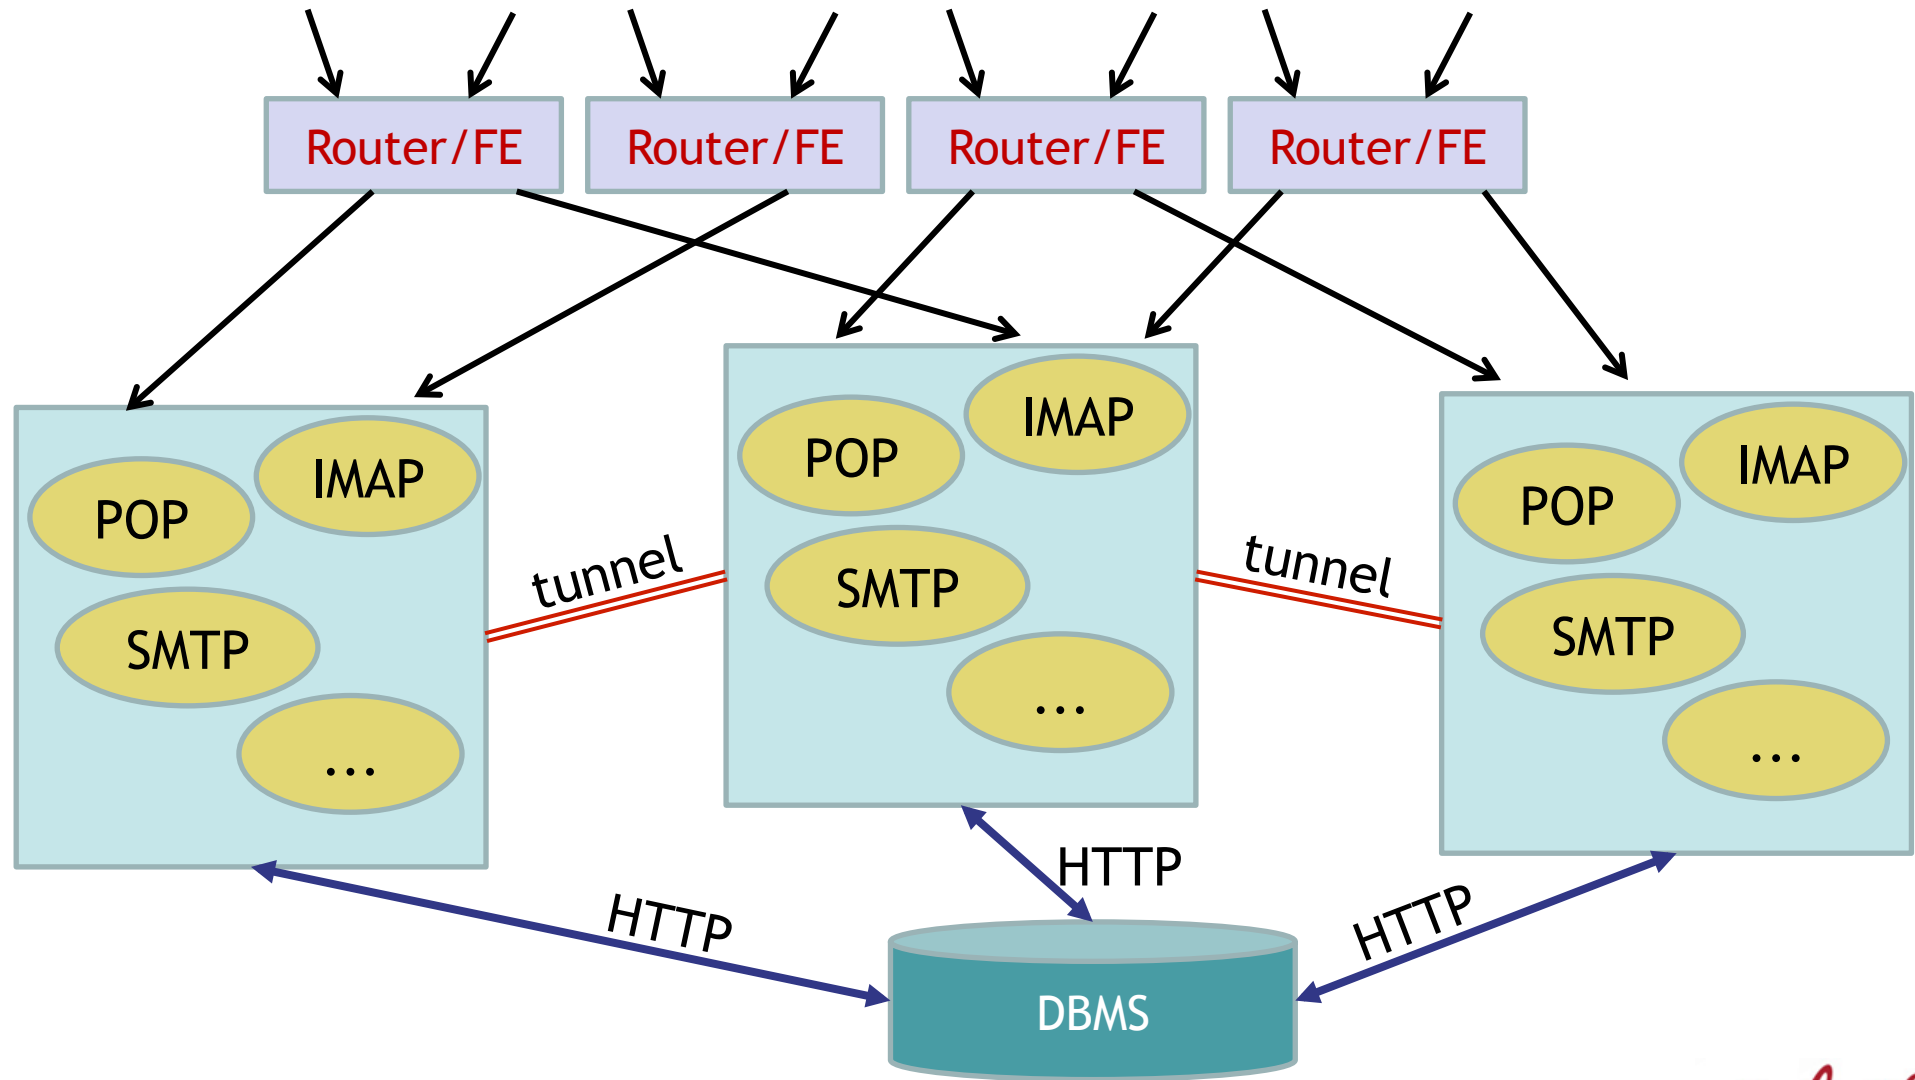 Router/FE
Router/FE
Router/FE
Router/FE
POP
IMAP
SMTP
...
tunnel
POP
IMAP
SMTP
...
tunnel
POP
IMAP
SMTP
...
HTTP
HTTP
HTTP
DBMS